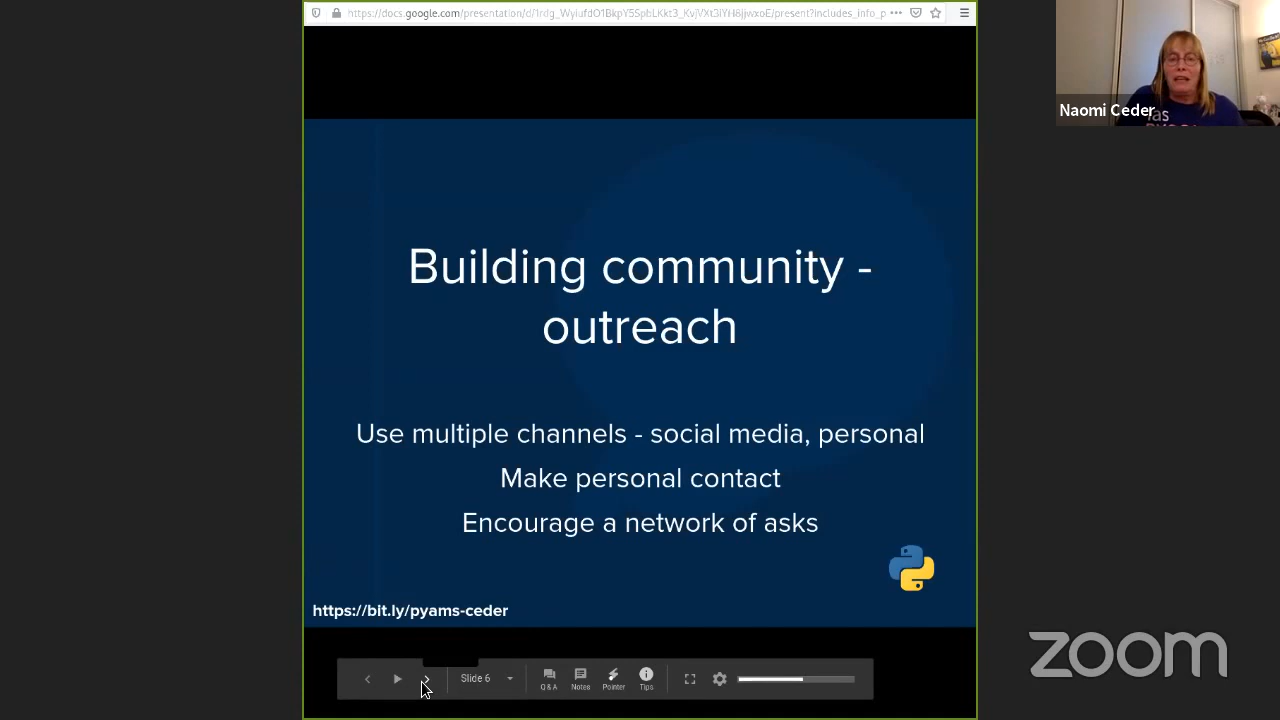 Naomi Ceder
Building community -
outreach
Use multiple channels - social media, personal
Make personal contact
Encourage a network of asks
https://bit.ly/pyams-ceder
Slide 6
Q & A
Notes
Pointer
Tips
zoom